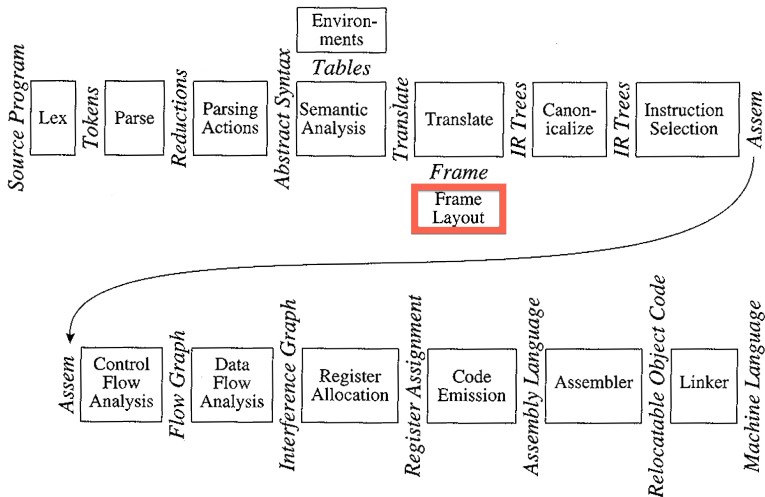 Environ-
ments
Tables
Source Program
Lex
Tokens
Parse
Reductions
Parsing
Actions
Abstract Syntax
Semantic
Analysis
Translate
Translate
IR Trees
Canon-
icalize
IR Trees
Instruction
Selection
Assem
Frame
Frame
Layout
Assem
Control
Flow
Analysis
Flow Graph
Data
Flow
Analysis
Interference Graph
Register
Allocation
Register Assignment
Code
Emission
Assembly Language
Assembler
Relocatable Object Code
Linker
Machine Language